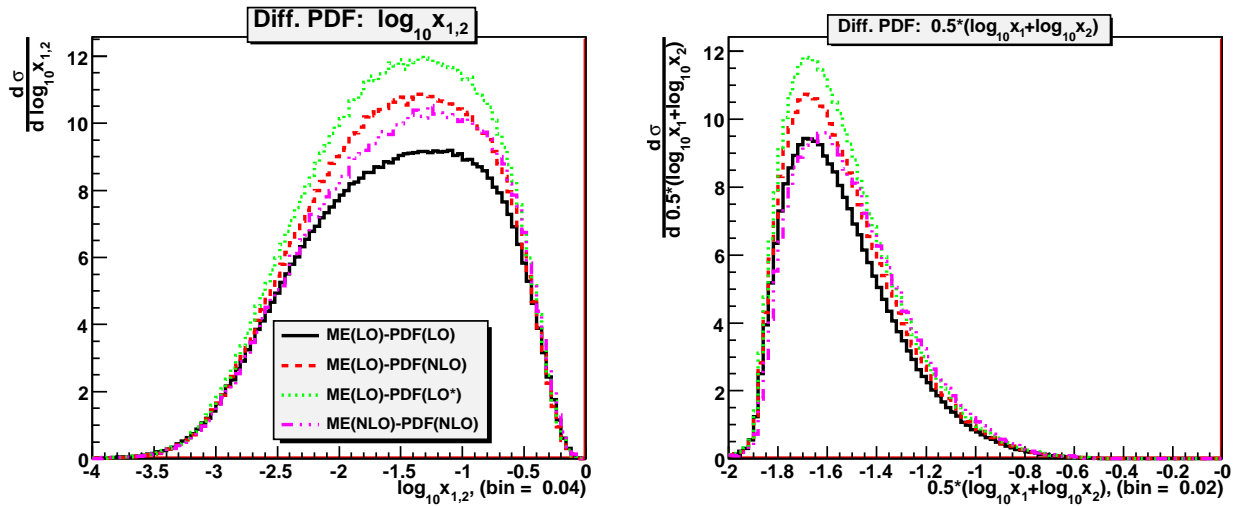 Diff. PDF: log₁₀x₁,₂
dσ
d log₁₀x₁,₂
12
10
8
6
4
2
0
ME(LO)-PDF(LO)
ME(LO)-PDF(NLO)
ME(LO)-PDF(LO*)
ME(NLO)-PDF(NLO)
-4 -3.5 -3 -2.5 -2 -1.5 -1 -0.5 0
log₁₀x₁,₂, (bin = 0.04)
Diff. PDF: 0.5*(log₁₀x₁+log₁₀x₂)
dσ
d 0.5*(log₁₀x₁+log₁₀x₂)
12
10
8
6
4
2
0
-2 -1.8 -1.6 -1.4 -1.2 -1 -0.8 -0.6 -0.4 -0.2 -0
0.5*(log₁₀x₁+log₁₀x₂), (bin = 0.02)